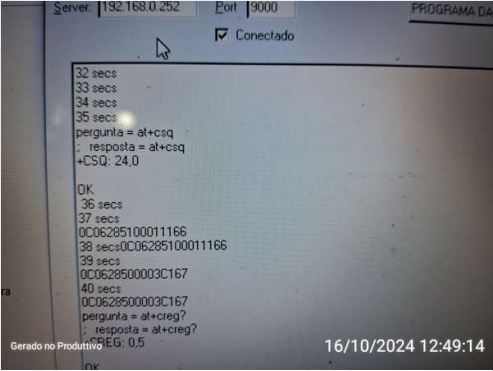 Server: 192.168.0.252 Port 9000
PROGRAMA DA
Conectado
32 secs
33 secs
34 secs
35 secs
pergunta = at+csq
; resposta = at+csq
+CSQ: 24,0
OK
36 secs
37 secs
0C06285100011166
38 secs0C06285100011166
39 secs
0C0628500003C167
40 secs
0C0628500003C167
pergunta = at+creg?
; resposta = at+creg?
+CREG: 0,5
OK
ra
Gerado no Produttivo
16/10/2024 12:49:14